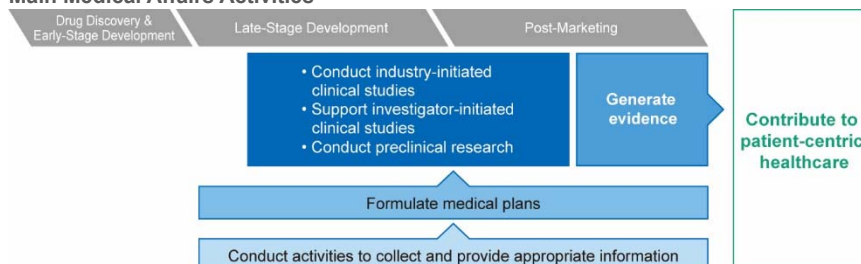 Main Medical Affairs Activities
Drug Discovery &
Early-Stage Development
Late-Stage Development
Post-Marketing
• Conduct industry-initiated
clinical studies
• Support investigator-initiated
clinical studies
• Conduct preclinical research
Generate
evidence
Contribute to
patient-centric
healthcare
Formulate medical plans
Conduct activities to collect and provide appropriate information